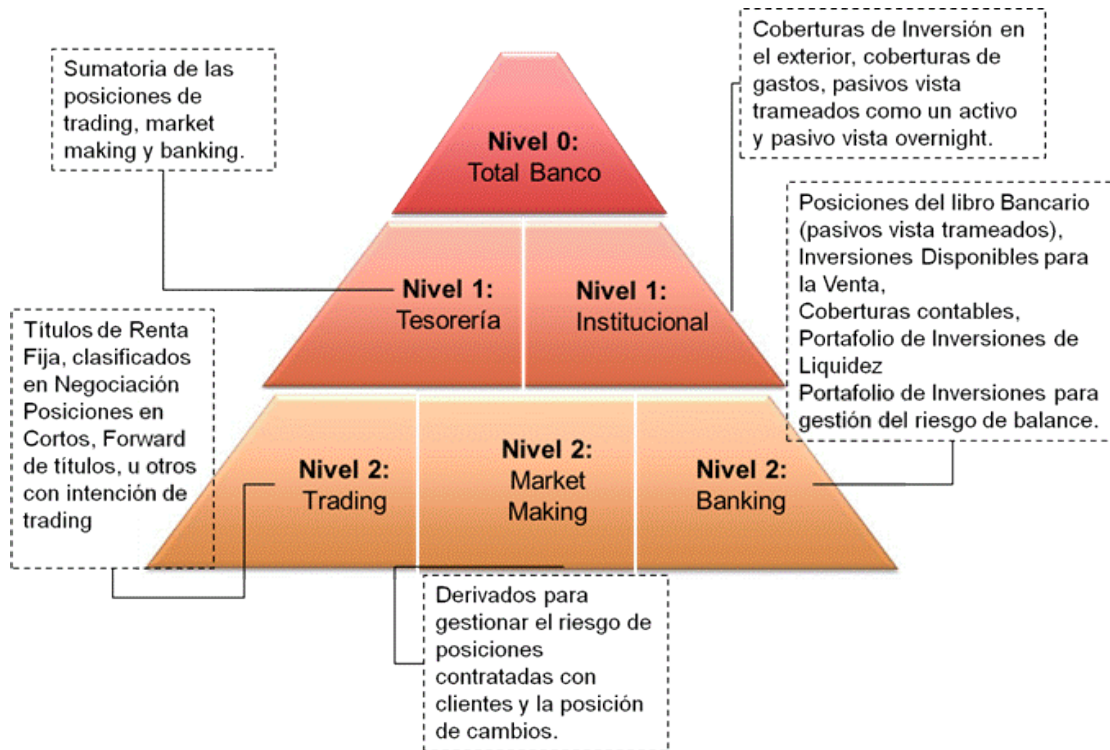 Sumatoria de las
posiciones de
trading, market
making y banking.
Coberturas de Inversión en
el exterior, coberturas de
gastos, pasivos vista
trameados como un activo
y pasivo vista overnight.
Nivel 0:
Total Banco
Nivel 1:
Tesorería
Nivel 1:
Institucional
Posiciones del libro Bancario
(pasivos vista trameados),
Inversiones Disponibles para
la Venta,
Coberturas contables,
Portafolio de Inversiones de
Liquidez
Portafolio de Inversiones para
gestión del riesgo de balance.
Títulos de Renta
Fija, clasificados
en Negociación
Posiciones en
Cortos, Forward
de títulos, u otros
con intención de
trading
Nivel 2:
Trading
Nivel 2:
Market
Making
Nivel 2:
Banking
Derivados para
gestionar el riesgo de
posiciones
contratadas con
clientes y la posición
de cambios.